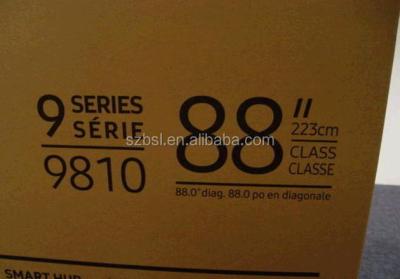 9 SERIES
SÉRIE
9810
88"
223cm
CLASS
CLASSE
88.0" diag. 88.0 po en diagonale
szbsl.en.alibaba.com
SMART HUB